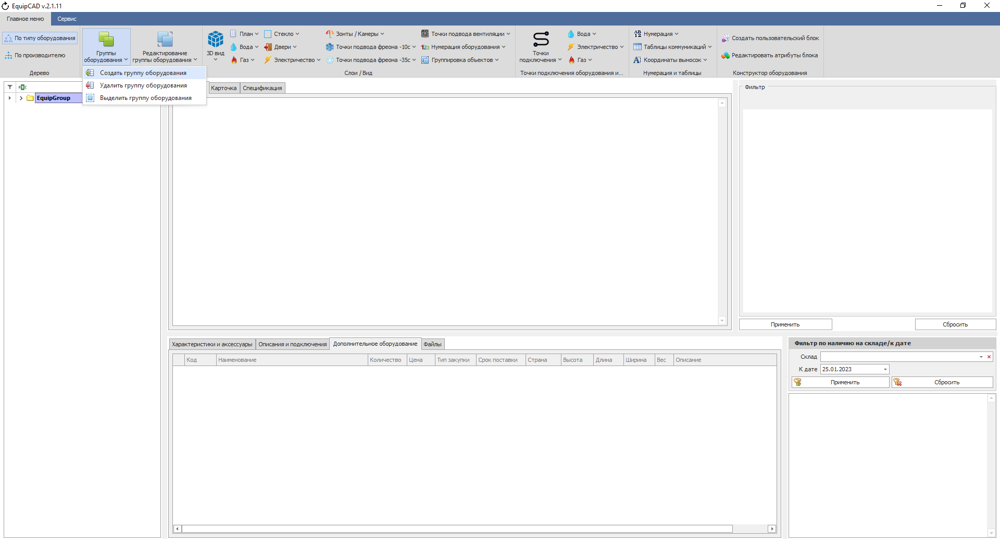 EquipCAD v.2.1.11
Главное меню
Сервис
По типу оборудования
По производителю
Дерево
Группы
оборудования
Редактирование
группы оборудования
Создать группу оборудования
Удалить группу оборудования
Выделить группу оборудования
3D вид
План
Вода
Газ
Стекло
Двери
Электричество
Зонты / Камеры
Точки подвода фреона -10с
Точки подвода фреона -35с
Точки подвода вентиляции
123 Нумерация оборудования
Группировка объектов
Слои / Вид
Точки
подключения
Вода
Электричество
Газ
Точки подключения оборудования и...
AB
12
Нумерация
Таблицы коммуникаций
Координаты выносок
Нумерация и таблицы
Создать пользовательский блок
Редактировать атрибуты блока
Конструктор оборудования
EquipGroup
Карточка
Спецификация
Фильтр
Применить
Сбросить
Характеристики и аксессуары
Описания и подключения
Дополнительное оборудование
Файлы
Код
Наименование
Количество
Цена
Тип закупки
Срок поставки
Страна
Высота
Длина
Ширина
Вес
Описание
Фильтр по наличию на складе/к дате
Склад
К дате
25.01.2023
Применить
Сбросить